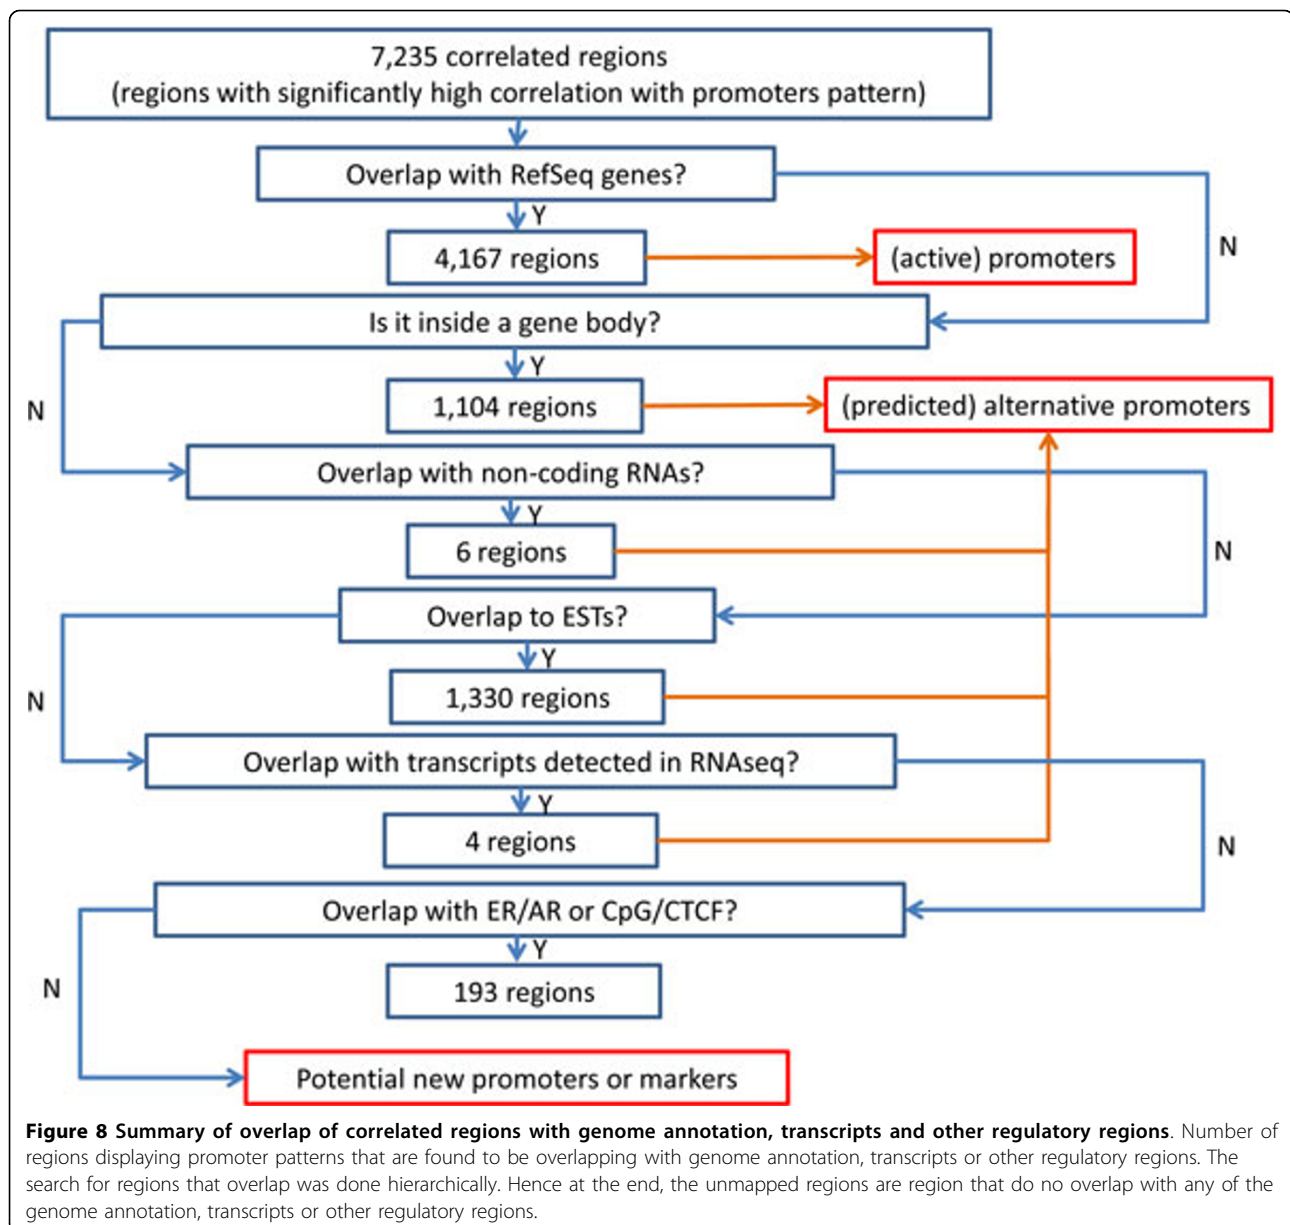 7,235 correlated regions
(regions with significantly high correlation with promoters pattern)
Overlap with RefSeq genes?
Y
N
4,167 regions
(active) promoters
Is it inside a gene body?
Y
N
1,104 regions
(predicted) alternative promoters
Overlap with non-coding RNAs?
Y
N
6 regions
Overlap to ESTs?
Y
N
1,330 regions
Overlap with transcripts detected in RNAseq?
Y
N
4 regions
Overlap with ER/AR or CpG/CTCF?
Y
N
193 regions
Potential new promoters or markers
Figure 8 Summary of overlap of correlated regions with genome annotation, transcripts and other regulatory regions. Number of
regions displaying promoter patterns that are found to be overlapping with genome annotation, transcripts or other regulatory regions. The
search for regions that overlap was done hierarchically. Hence at the end, the unmapped regions are region that do no overlap with any of the
genome annotation, transcripts or other regulatory regions.